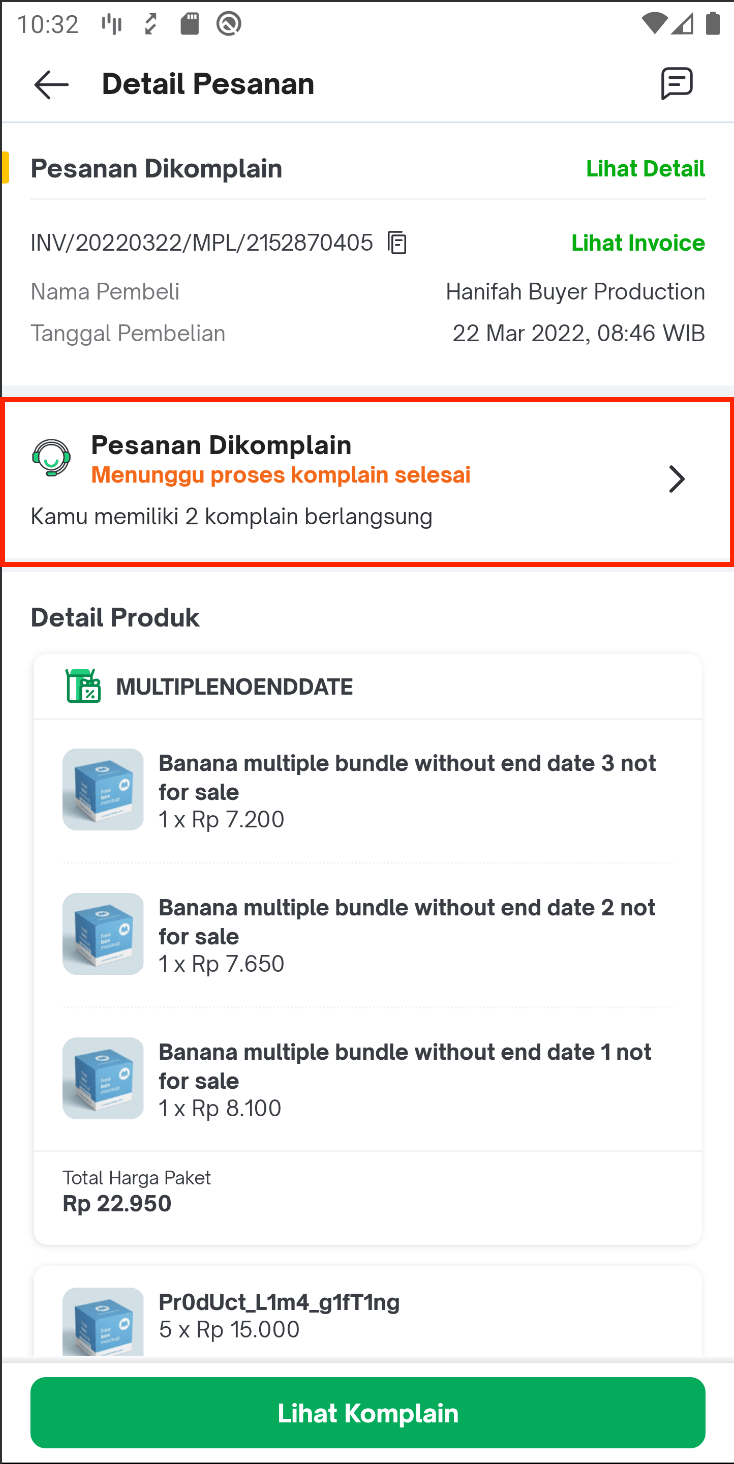 10:32
Detail Pesanan
Pesanan Dikomplain
Lihat Detail
INV/20220322/MPL/2152870405
Lihat Invoice
Nama Pembeli
Hanifah Buyer Production
Tanggal Pembelian
22 Mar 2022, 08:46 WIB
Pesanan Dikomplain
Menunggu proses komplain selesai
Kamu memiliki 2 komplain berlangsung
Detail Produk
MULTIPLENOENDDATE
Banana multiple bundle without end date 3 not
for sale
1 x Rp 7.200
Banana multiple bundle without end date 2 not
for sale
1 x Rp 7.650
Banana multiple bundle without end date 1 not
for sale
1 x Rp 8.100
Total Harga Paket
Rp 22.950
Pr0dUct_L1m4_g1fT1ng
5 x Rp 15.000
Lihat Komplain